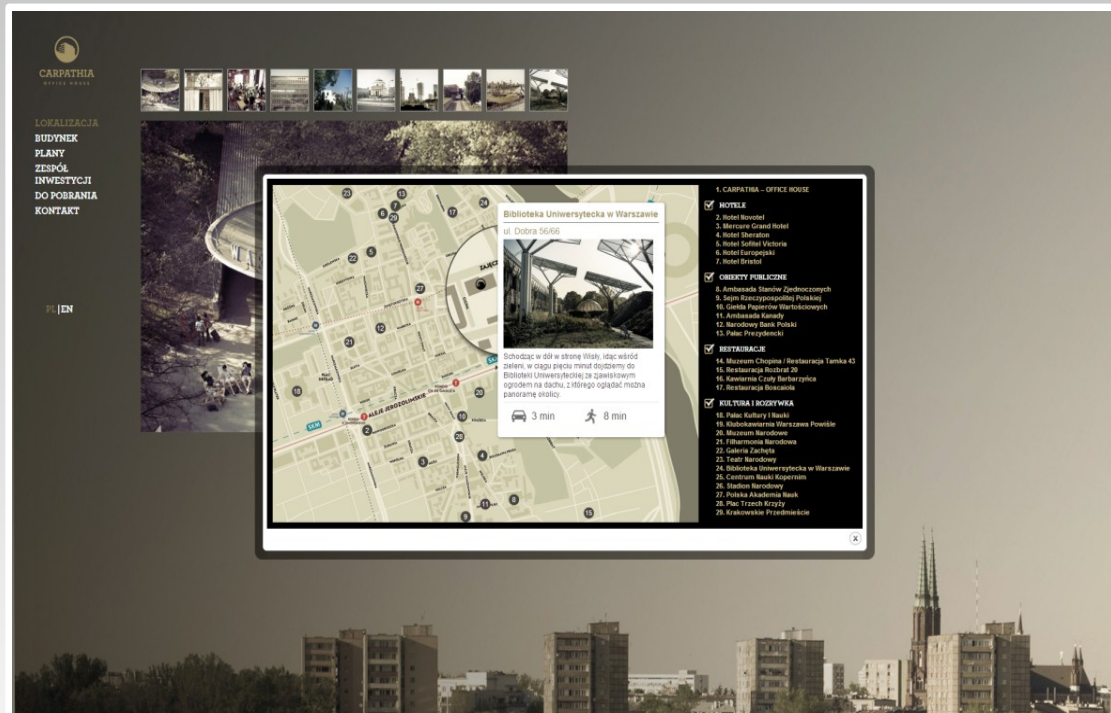 CARPATHIA
OFFICE HOUSE
LOKALIZACJA
BUDYNEK
PLANY
ZESPÓŁ
INWESTYCJI
DO POBRANIA
KONTAKT
PL|EN
ALEJE JEROZOLIMSKIE
SKM
Biblioteka Uniwersytecka w Warszawie
ul. Dobra 56/66
Schodząc w dół w stronę Wisły, idąc wśród
zieleni, w ciągu pięciu minut dojdziemy do
Biblioteki Uniwersyteckiej ze zjawiskowym
ogrodem na dachu, z którego oglądać można
panoramę okolicy.
3 min
8 min
1. CARPATHIA – OFFICE HOUSE
HOTELE
2. Hotel Novotel
3. Mercure Grand Hotel
4. Hotel Sheraton
5. Hotel Sofitel Victoria
6. Hotel Europejski
7. Hotel Bristol
OBIEKTY PUBLICZNE
8. Ambasada Stanów Zjednoczonych
9. Sejm Rzeczypospolitej Polskiej
10. Giełda Papierów Wartościowych
11. Ambasada Kanady
12. Narodowy Bank Polski
13. Pałac Prezydencki
RESTAURACJE
14. Muzeum Chopina / Restauracja Tamka 43
15. Restauracja Rozbrat 20
16. Kawiarnia Czuły Barbarzyńca
17. Restauracja Boscaiola
KULTURA I ROZRYWKA
18. Pałac Kultury i Nauki
19. Klubokawiarnia Warszawa Powiśle
20. Muzeum Narodowe
21. Filharmonia Narodowa
22. Galeria Zachęta
23. Teatr Narodowy
24. Biblioteka Uniwersytecka w Warszawie
25. Centrum Nauki Kopernim
26. Stadion Narodowy
27. Polska Akademia Nauk
28. Plac Trzech Krzyży
29. Krakowskie Przedmieście
X